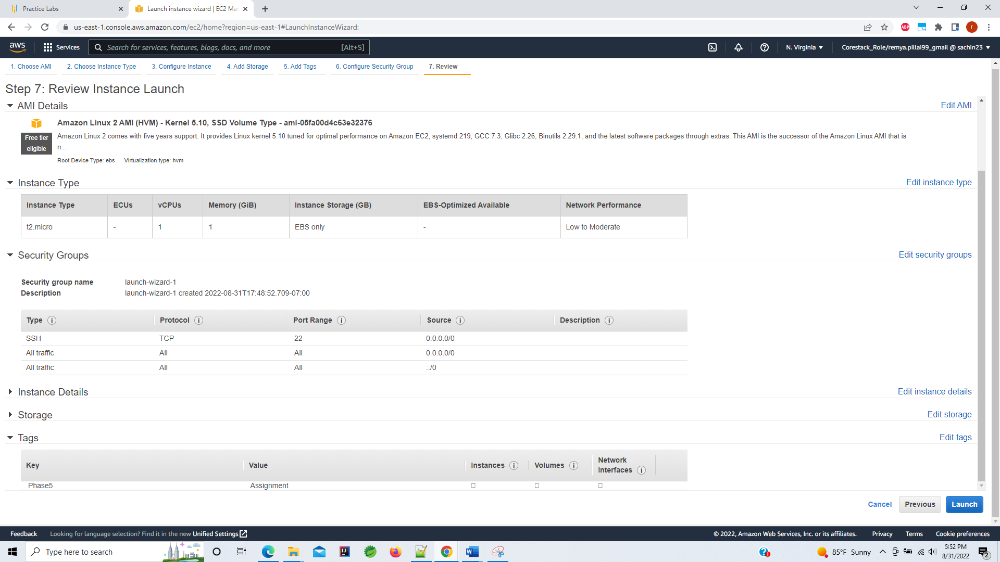 Practice Labs
Launch instance wizard | EC2 Ma
us-east-1.console.aws.amazon.com/ec2/home?region=us-east-1#LaunchInstanceWizard:
ABP
r
aws
Services
Search for services, features, blogs, docs, and more
[Alt+S]
N. Virginia
Corestack_Role/remya.pillai99_gmail @ sachin23
1. Choose AMI
2. Choose Instance Type
3. Configure Instance
4. Add Storage
5. Add Tags
6. Configure Security Group
7. Review
Step 7: Review Instance Launch
AMI Details
Edit AMI
Amazon Linux 2 AMI (HVM) - Kernel 5.10, SSD Volume Type - ami-05fa00d4c63e32376
Free tier
eligible
Amazon Linux 2 comes with five years support. It provides Linux kernel 5.10 tuned for optimal performance on Amazon EC2, systemd 219, GCC 7.3, Glibc 2.26, Binutils 2.29.1, and the latest software packages through extras. This AMI is the successor of the Amazon Linux AMI that is
n...
Root Device Type: ebs Virtualization type: hvm
Instance Type
Edit instance type
Instance Type ECUs vCPUs Memory (GiB) Instance Storage (GB) EBS-Optimized Available Network Performance
t2.micro - 1 1 EBS only - Low to Moderate
Security Groups
Edit security groups
Security group name launch-wizard-1
Description launch-wizard-1 created 2022-08-31T17:48:52.709-07:00
Type Protocol Port Range Source Description
SSH TCP 22 0.0.0.0/0
All traffic All All 0.0.0.0/0
All traffic All All ::/0
Instance Details
Edit instance details
Storage
Edit storage
Tags
Edit tags
Key Value Instances Volumes Network
Interfaces
Phase5 Assignment
Cancel
Previous
Launch
Feedback
Looking for language selection? Find it in the new Unified Settings
© 2022, Amazon Web Services, Inc. or its affiliates.
Privacy
Terms
Cookie preferences
Type here to search
85°F Sunny
5:52 PM
8/31/2022
2